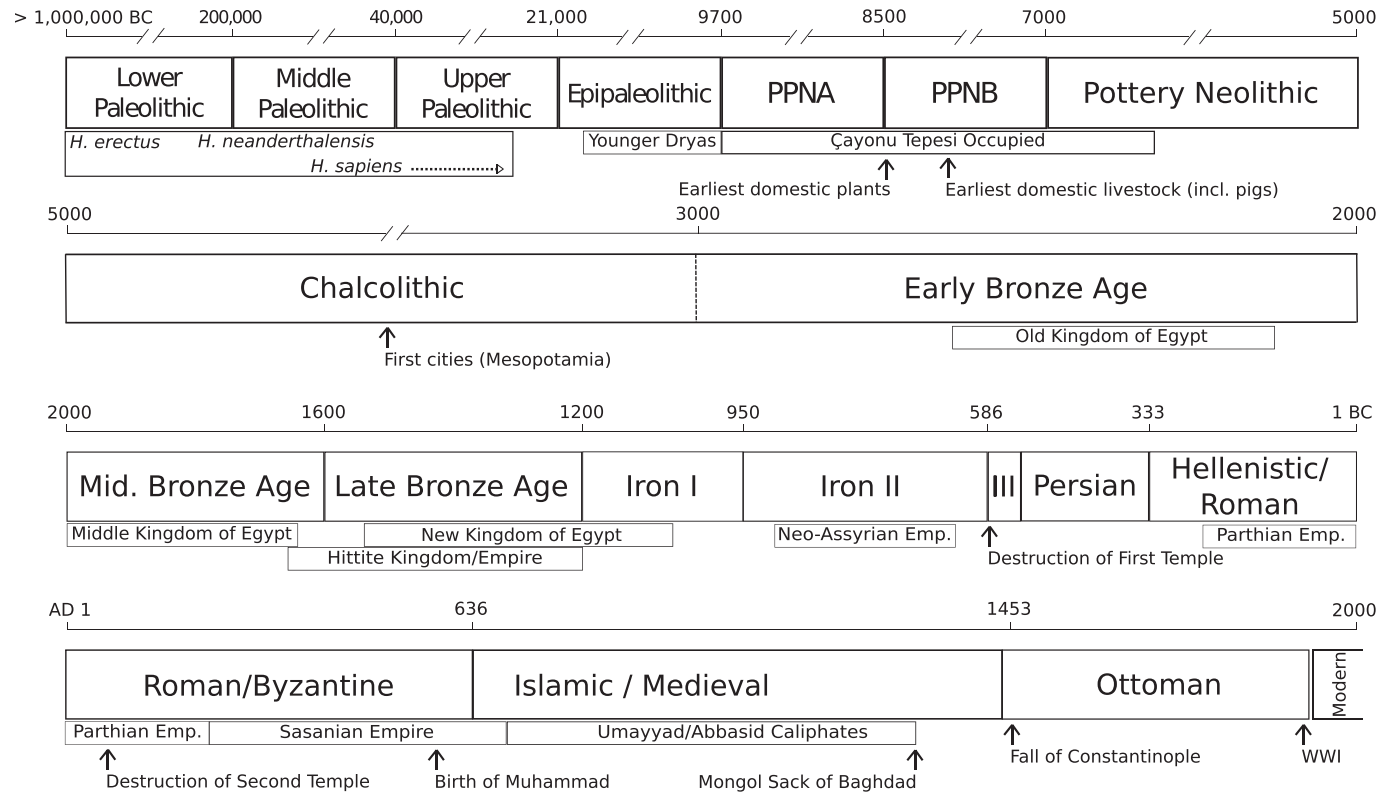 > 1,000,000 BC 200,000 40,000 21,000 9700 8500 7000 5000
Lower Paleolithic
Middle Paleolithic
Upper Paleolithic
Epipaleolithic
PPNA
PPNB
Pottery Neolithic
H. erectus H. neanderthalensis
H. sapiens
Younger Dryas
Çayonu Tepesi Occupied
Earliest domestic plants
Earliest domestic livestock (incl. pigs)
5000 3000 2000
Chalcolithic
Early Bronze Age
Old Kingdom of Egypt
First cities (Mesopotamia)
2000 1600 1200 950 586 333 1 BC
Mid. Bronze Age
Late Bronze Age
Iron I
Iron II
III
Persian
Hellenistic/
Roman
Middle Kingdom of Egypt
New Kingdom of Egypt
Neo-Assyrian Emp.
Parthian Emp.
Hittite Kingdom/Empire
Destruction of First Temple
AD 1 636 1453 2000
Roman/Byzantine
Islamic / Medieval
Ottoman
Modern
Parthian Emp.
Sasanian Empire
Umayyad/Abbasid Caliphates
Fall of Constantinople
WWI
Destruction of Second Temple
Birth of Muhammad
Mongol Sack of Baghdad